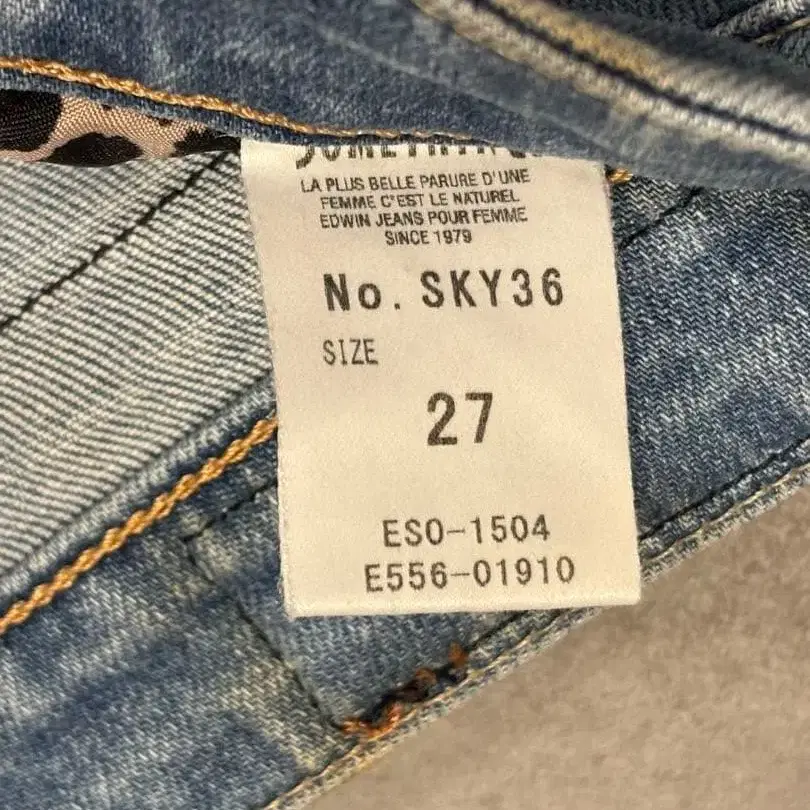 LA PLUS BELLE PARURE D'UNE
FEMME C'EST LE NATUREL
EDWIN JEANS POUR FEMME
SINCE 1979
No. SKY36
SIZE
27
ESO-1504
E556-01910